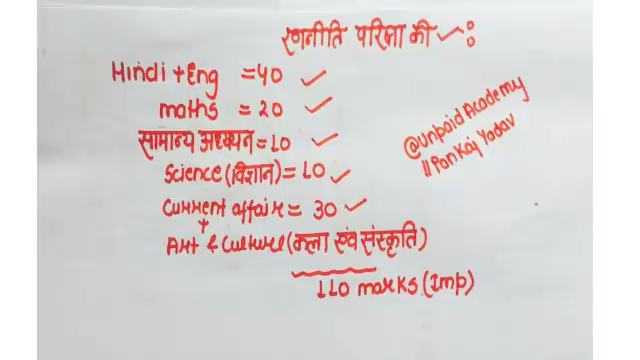 रणनीति परिक्षा की ✓ :
Hindi + Eng = 40 ✓
maths = 20 ✓
सामान्य अध्ययन = 10 ✓
Science (विज्ञान) = 10 ✓
Current affair = 30 ✓
+
Art & Culture (कला एवं संस्कृति)
110 marks (Imp)
@Unpaid Academy
//Pankaj Yadav